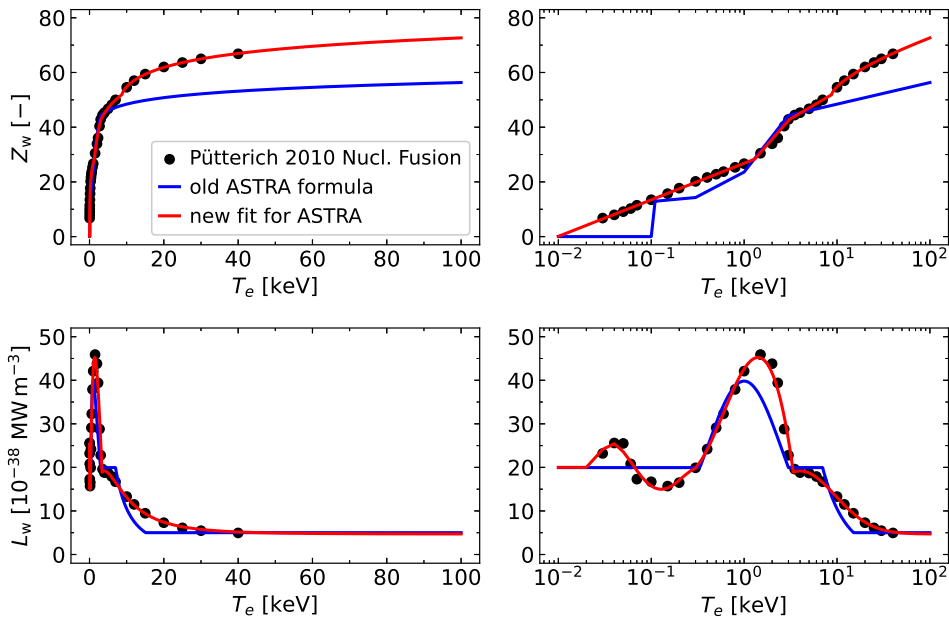 80
60
40
20
0
Z_w [−]
Pütterich 2010 Nucl. Fusion
old ASTRA formula
new fit for ASTRA
0 20 40 60 80 100
T_e [keV]
80
60
40
20
0
10^−2 10^−1 10^0 10^1 10^2
T_e [keV]
50
40
30
20
10
0
L_w [10^−38 MW m^−3]
0 20 40 60 80 100
T_e [keV]
50
40
30
20
10
0
10^−2 10^−1 10^0 10^1 10^2
T_e [keV]